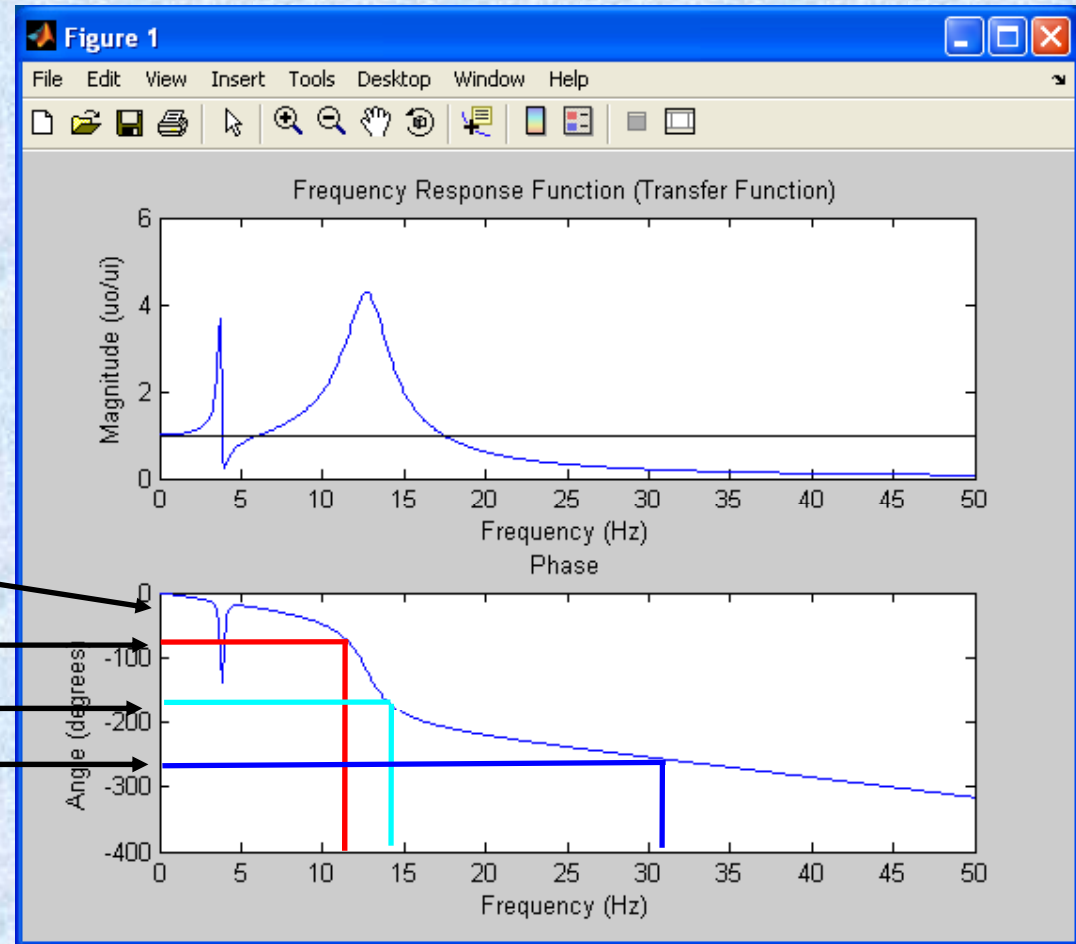 Figure 1
File Edit View Insert Tools Desktop Window Help
Frequency Response Function (Transfer Function)
Magnitude (uo/ui)
6
4
2
0
0 5 10 15 20 25 30 35 40 45 50
Frequency (Hz)
Phase
Angle (degrees)
0
-100
-200
-300
-400
0 5 10 15 20 25 30 35 40 45 50
Frequency (Hz)